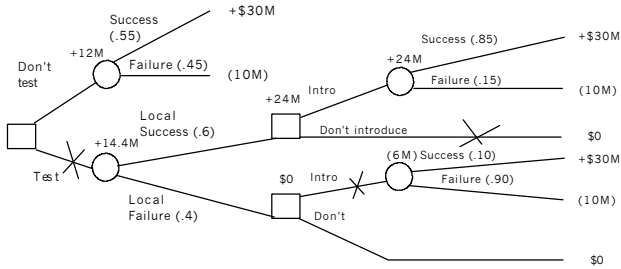 Success
(.55)
+$30M
+12M
Failure (.45)
(10M)
Don't
test
Success (.85)
+$30M
+24M
Failure (.15)
(10M)
Intro
+24M
Don't introduce
$0
Local
Success (.6)
+14.4M
Test
(6M) Success (.10)
+$30M
$0
Intro
Failure (.90)
(10M)
Local
Failure (.4)
Don't
$0